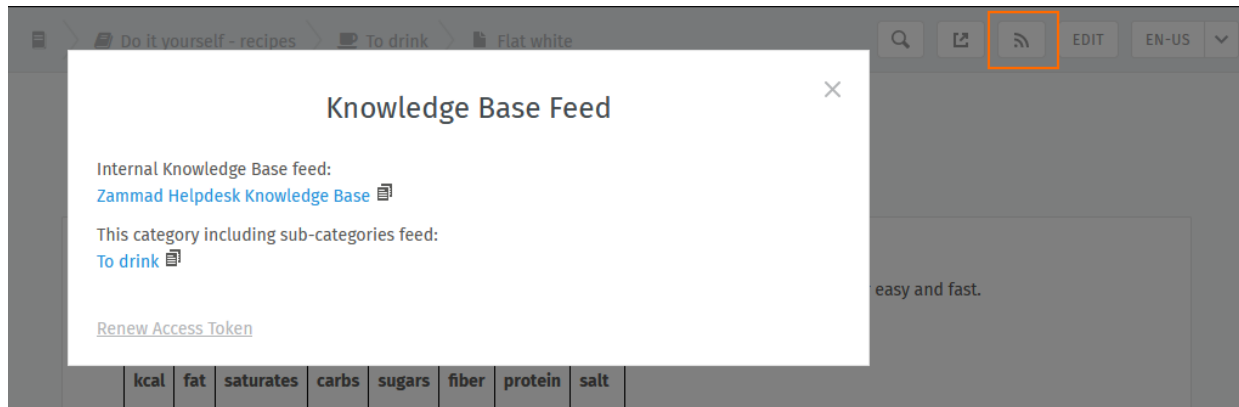 Do it yourself - recipes To drink Flat white EDIT EN-US
Knowledge Base Feed
Internal Knowledge Base feed:
Zammad Helpdesk Knowledge Base
This category including sub-categories feed:
To drink
easy and fast.
Renew Access Token
kcal fat saturates carbs sugars fiber protein salt